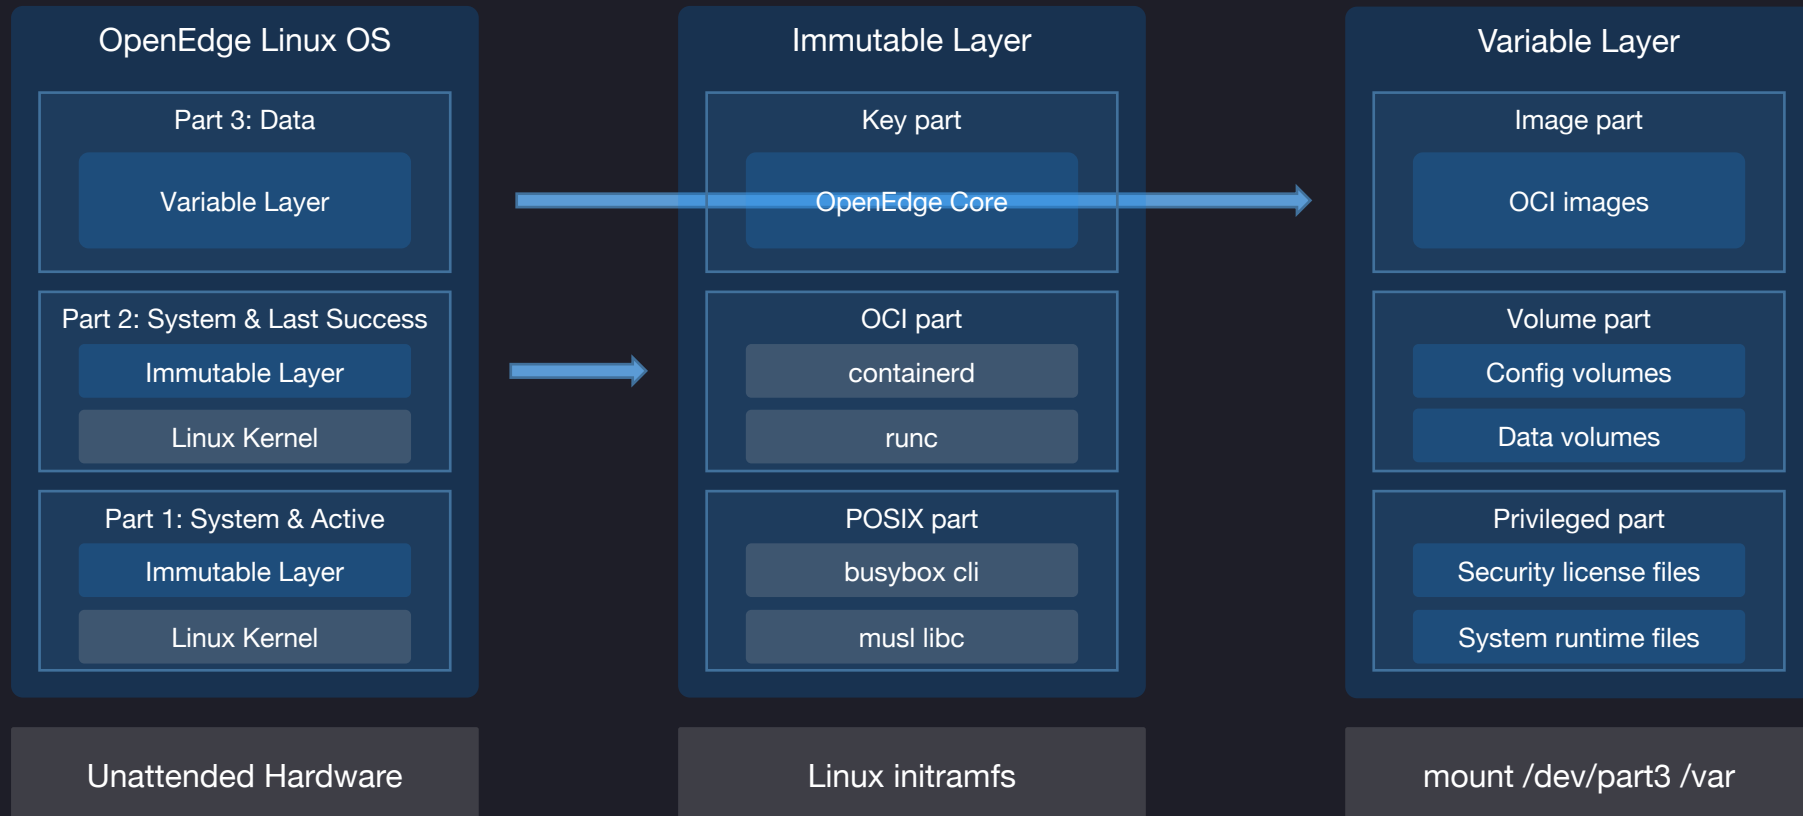 OpenEdge Linux OS
Part 3: Data
Variable Layer
Part 2: System & Last Success
Immutable Layer
Linux Kernel
Part 1: System & Active
Immutable Layer
Linux Kernel
Unattended Hardware
Immutable Layer
Key part
OpenEdge Core
OCI part
containerd
runc
POSIX part
busybox cli
musl libc
Linux initramfs
Variable Layer
Image part
OCI images
Volume part
Config volumes
Data volumes
Privileged part
Security license files
System runtime files
mount /dev/part3 /var